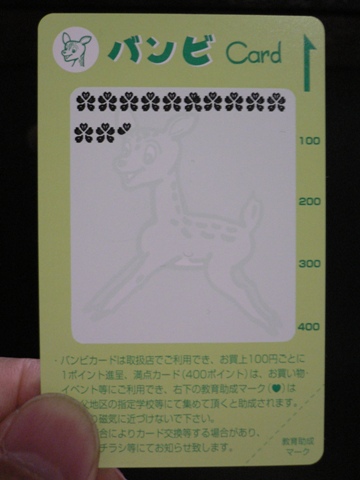 バンビ Card
100
200
300
400
・バンビカードは取扱店でご利用でき、お買上100円ごとに
1ポイント進呈、満点カード(400ポイント)は、お買い物・
イベント等にご利用でき、右下の教育助成マーク(♥)は
父地区の指定学校等にて集めて頂くと助成されます。
磁気に近づけないで下さい。
合によりカード交換等する場合があり、
チラシ等にてお知らせ致します。
教育助成
マーク